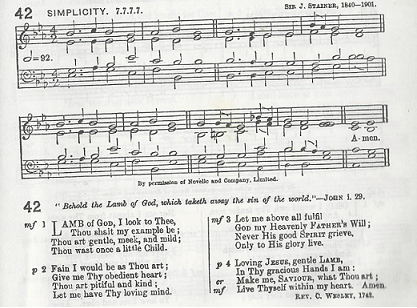 42 SIMPLICITY. 7.7.7.7. SIR J. STAINER, 1840—1901.
=92.
A-men.
By permission of Novello and Company, Limited.
42 "Behold the Lamb of God, which taketh away the sin of the world."—JOHN i. 29.
mf 1 LAMB of GOD, I look to Thee,
Thou shalt my example be;
Thou art gentle, meek, and mild;
Thou wast once a little Child.
p 2 Fain I would be as Thou art;
Give me Thy obedient heart;
Thou art pitiful and kind;
Let me have Thy loving mind.
mf 3 Let me above all fulfil
GOD my Heavenly FATHER'S Will;
Never His good SPIRIT grieve,
Only to His glory live.
p 4 Loving JESUS, gentle LAMB,
In Thy gracious Hands I am:
cr Make me, SAVIOUR, what Thou art;
mf Live Thyself within my heart. Amen.
REV. C. WESLEY, 1742.